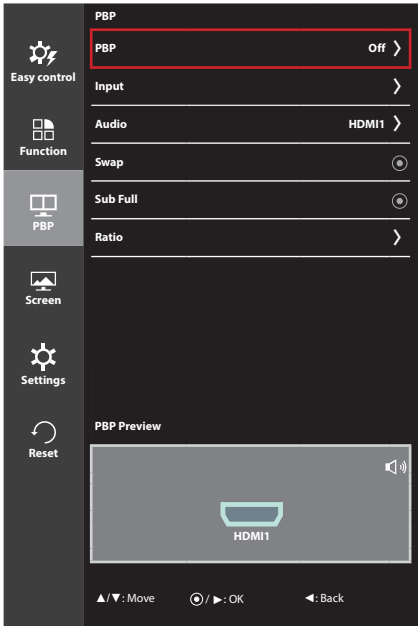 Easy control
Function
PBP
Screen
Settings
Reset
PBP
PBP Off
Input
Audio HDMI1
Swap
Sub Full
Ratio
PBP Preview
HDMI1
▲/▼: Move ◉/ ►: OK ◄: Back